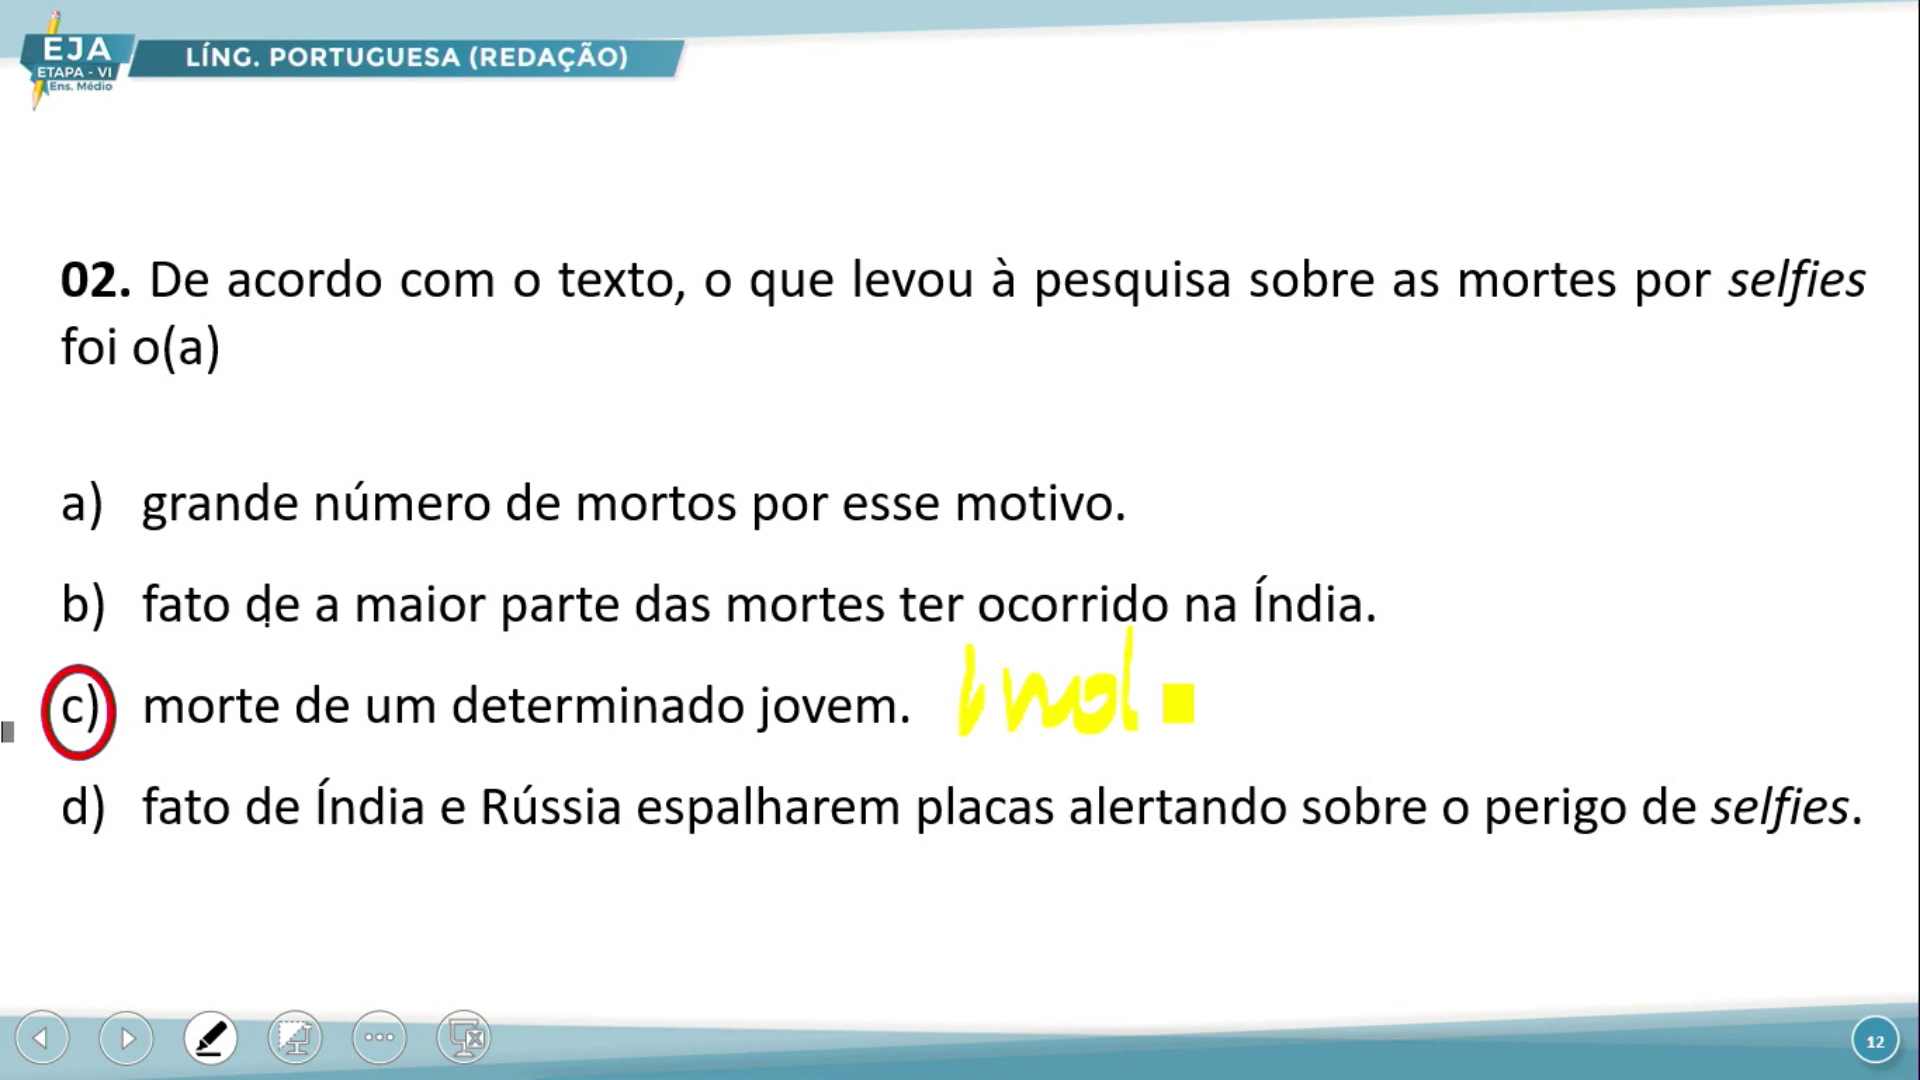 EJA
ETAPA - VI
Ens. Médio
LÍNG. PORTUGUESA (REDAÇÃO)
02. De acordo com o texto, o que levou à pesquisa sobre as mortes por selfies
foi o(a)
a) grande número de mortos por esse motivo.
b) fato de a maior parte das mortes ter ocorrido na Índia.
c) morte de um determinado jovem.
d) fato de Índia e Rússia espalharem placas alertando sobre o perigo de selfies.
12